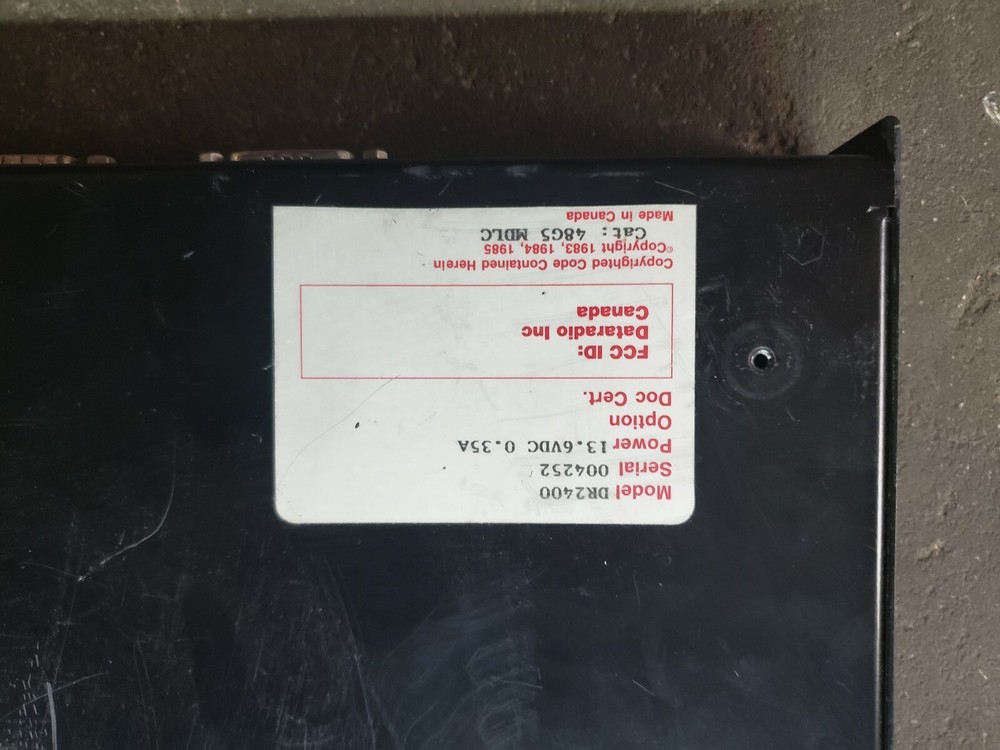 Model DR2400
Serial 004252
Power 13.6VDC 0.35A
Option
Doc Cert.
FCC ID:
Dataradio Inc
Canada
Copyrighted Code Contained Herein
©Copyright 1983, 1984, 1985
Cat: 48G5 MDLC
Made in Canada